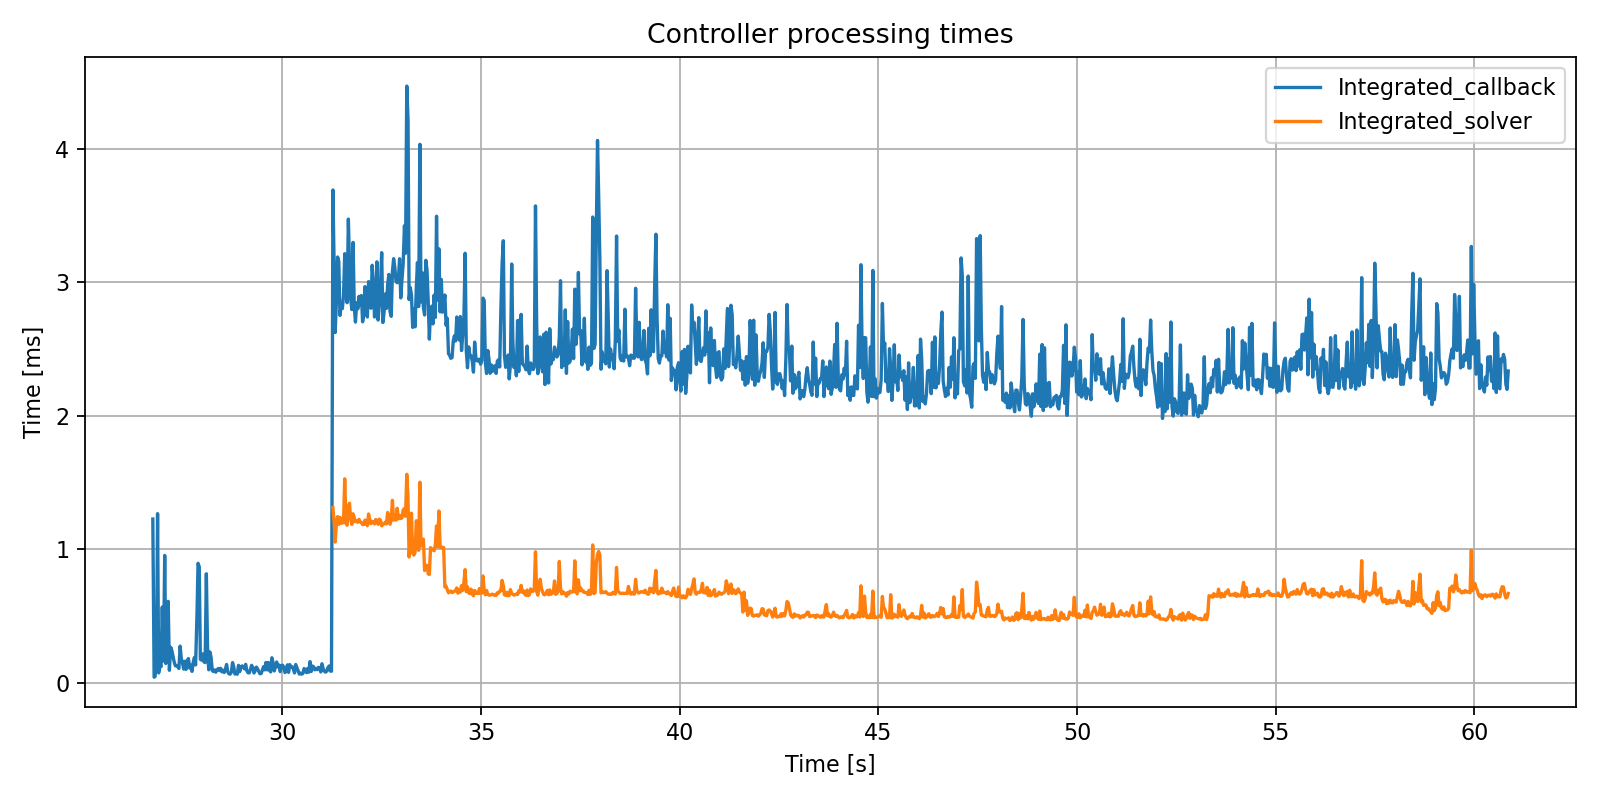 Controller processing times
Integrated_callback
Integrated_solver
Time [ms]
4
3
2
1
0
30 35 40 45 50 55 60
Time [s]